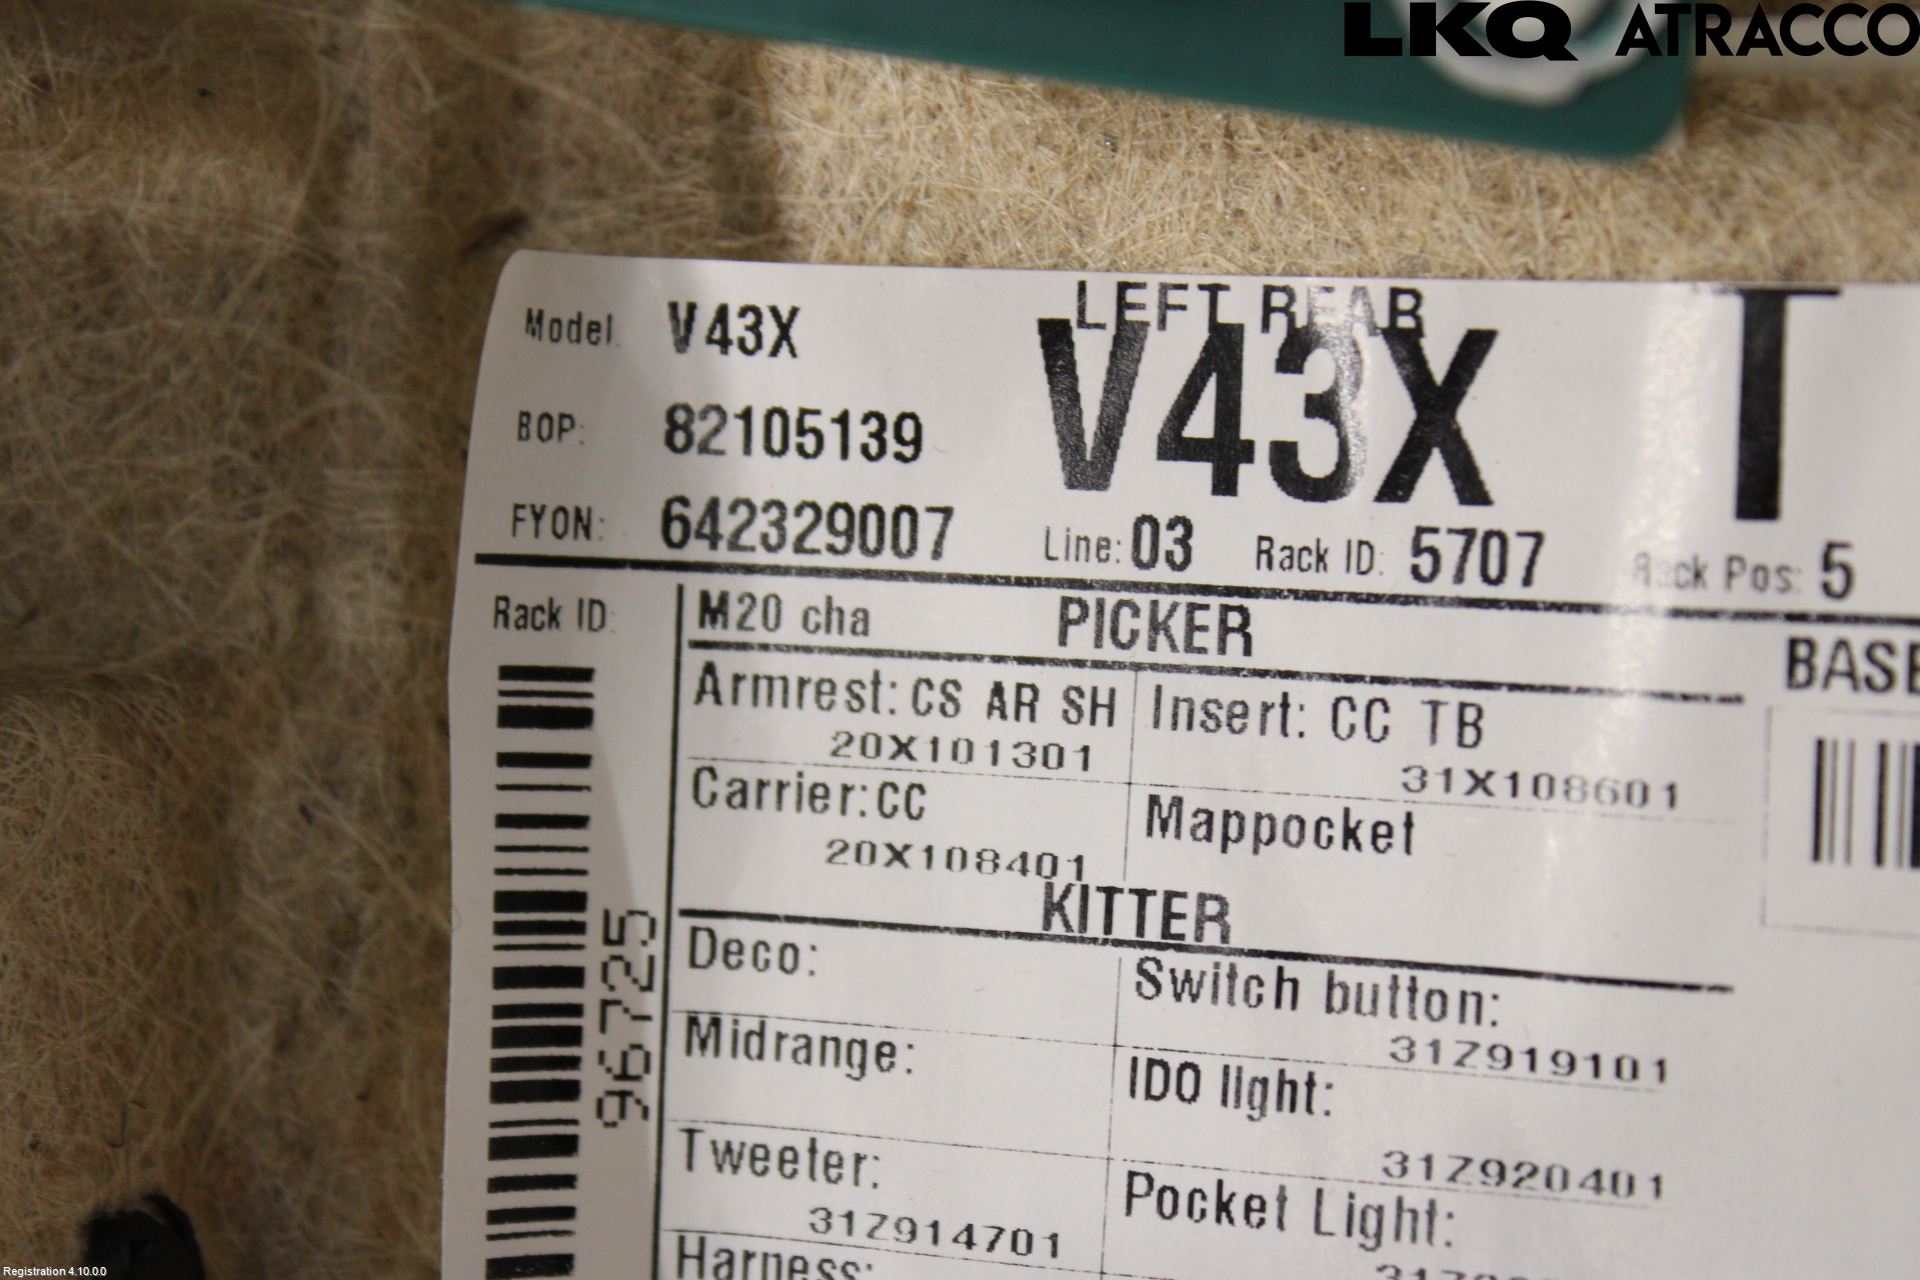 LKQ ATRACCO
LEFT REAR
Model: V43X
V43X
T
BOP: 82105139
FYON: 642329007
Line: 03 Rack ID: 5707 Rack Pos: 5
Rack ID:
M20 cha PICKER
BASE
Armrest: CS AR SH
20X101301
Insert: CC TB
31X108601
Carrier: CC
20X108401
Mappocket
KITTER
96725
Deco:
Switch button:
31Z919101
Midrange:
IDO light:
31Z920401
Tweeter:
31Z914701
Pocket Light:
Harness:
Registration 4.10.0.0